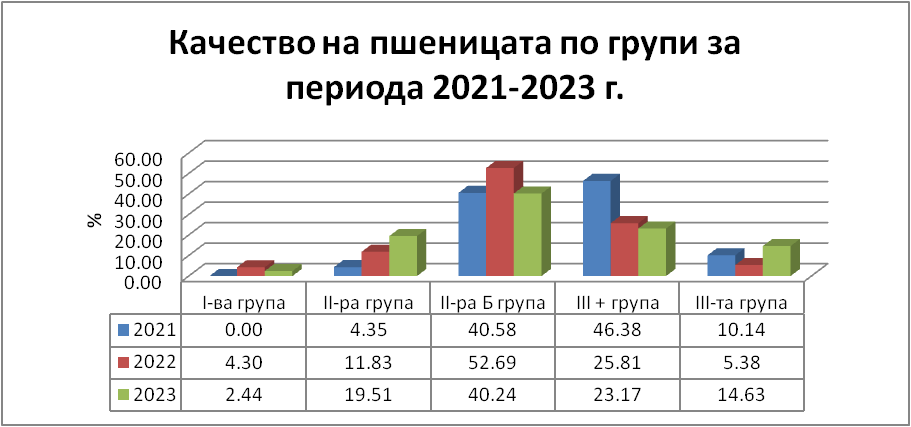 Качество на пшеницата по групи за
периода 2021-2023 г.
60.00
50.00
40.00
30.00
20.00
10.00
0.00
%
I-ва група II-ра група II-ра Б група III + група III-та група
2021 0.00 4.35 40.58 46.38 10.14
2022 4.30 11.83 52.69 25.81 5.38
2023 2.44 19.51 40.24 23.17 14.63